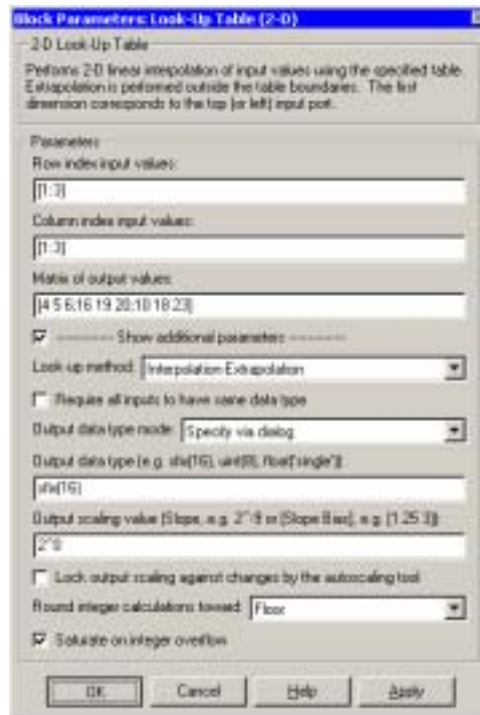 Block Parameters: Look-Up Table (2-D)
2-D Look-Up Table
Performs 2-D linear interpolation of input values using the specified table.
Extrapolation is performed outside the table boundaries. The first
dimension corresponds to the top (or left) input port.
Parameters
Row index input values:
[1:3]
Column index input values:
[1:3]
Matrix of output values:
[4 5 6;16 19 20;10 18 23]
---------- Show additional parameters ----------
Look-up method: Interpolation-Extrapolation
Require all inputs to have same data type
Output data type mode: Specify via dialog
Output data type (e.g. sfix(16), uint(8), float('single')):
sfix(16)
Output scaling value (Slope, e.g. 2^-9 or [Slope Bias], e.g. [1.25 3]):
2^0
Lock output scaling against changes by the autoscaling tool
Round integer calculations toward: Floor
Saturate on integer overflow
OK Cancel Help Apply